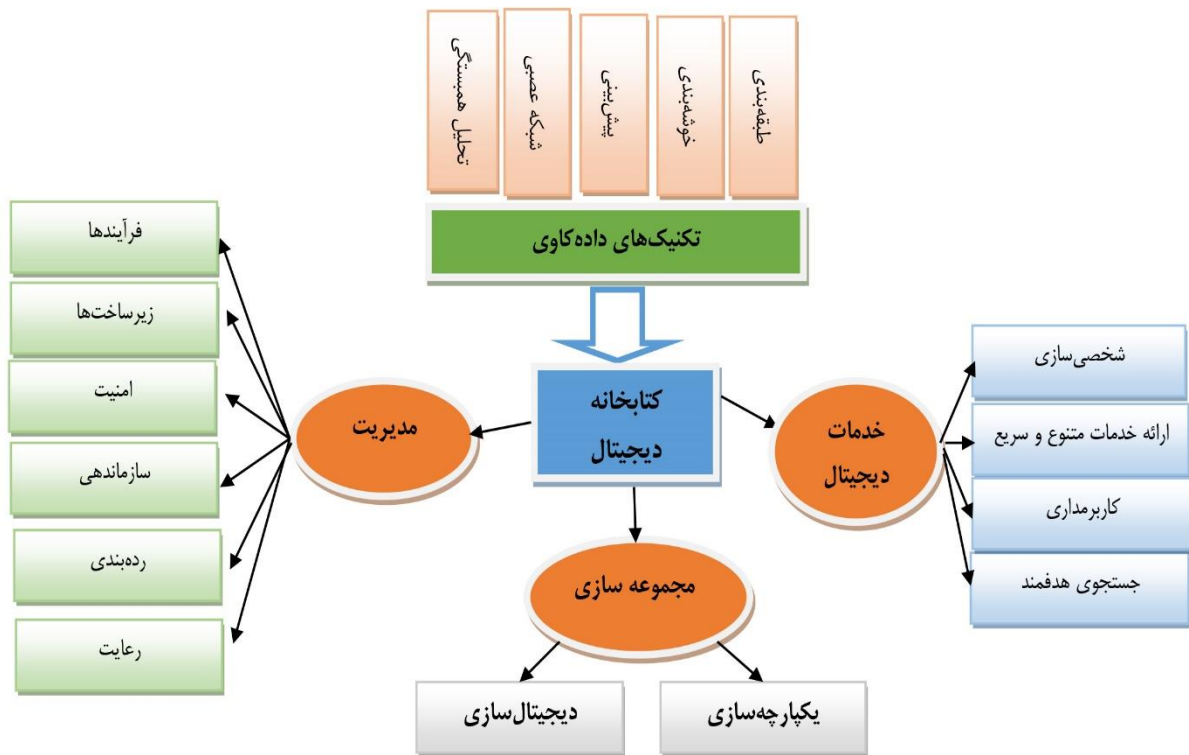 طبقه‌بندی
خوشه‌بندی
پیش‌بینی
شبکه عصبی
تحلیل همبستگی
تکنیک‌های داده‌کاوی
کتابخانه
دیجیتال
خدمات
دیجیتال
شخصی‌سازی
ارائه خدمات متنوع و سریع
کاربرمداری
جستجوی هدفمند
مدیریت
فرآیندها
زیرساخت‌ها
امنیت
سازماندهی
رده‌بندی
رعایت
مجموعه سازی
یکپارچه‌سازی
دیجیتال‌سازی